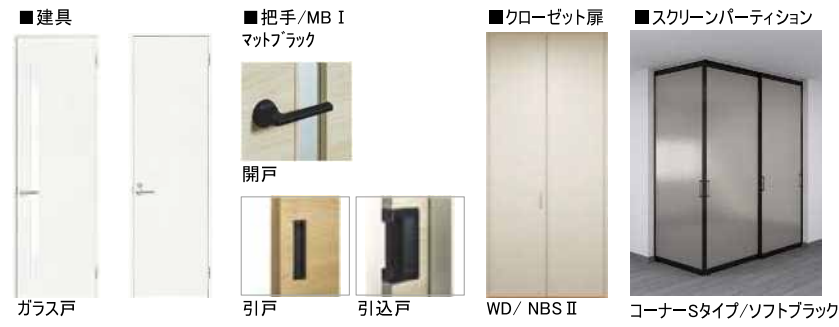 ■建具
ガラス戸
■把手/MBⅠ
マットブラック
開戸
引戸
引込戸
■クローゼット扉
WD/ NBSⅡ
■スクリーンパーティション
コーナーSタイプ/ソフトブラック